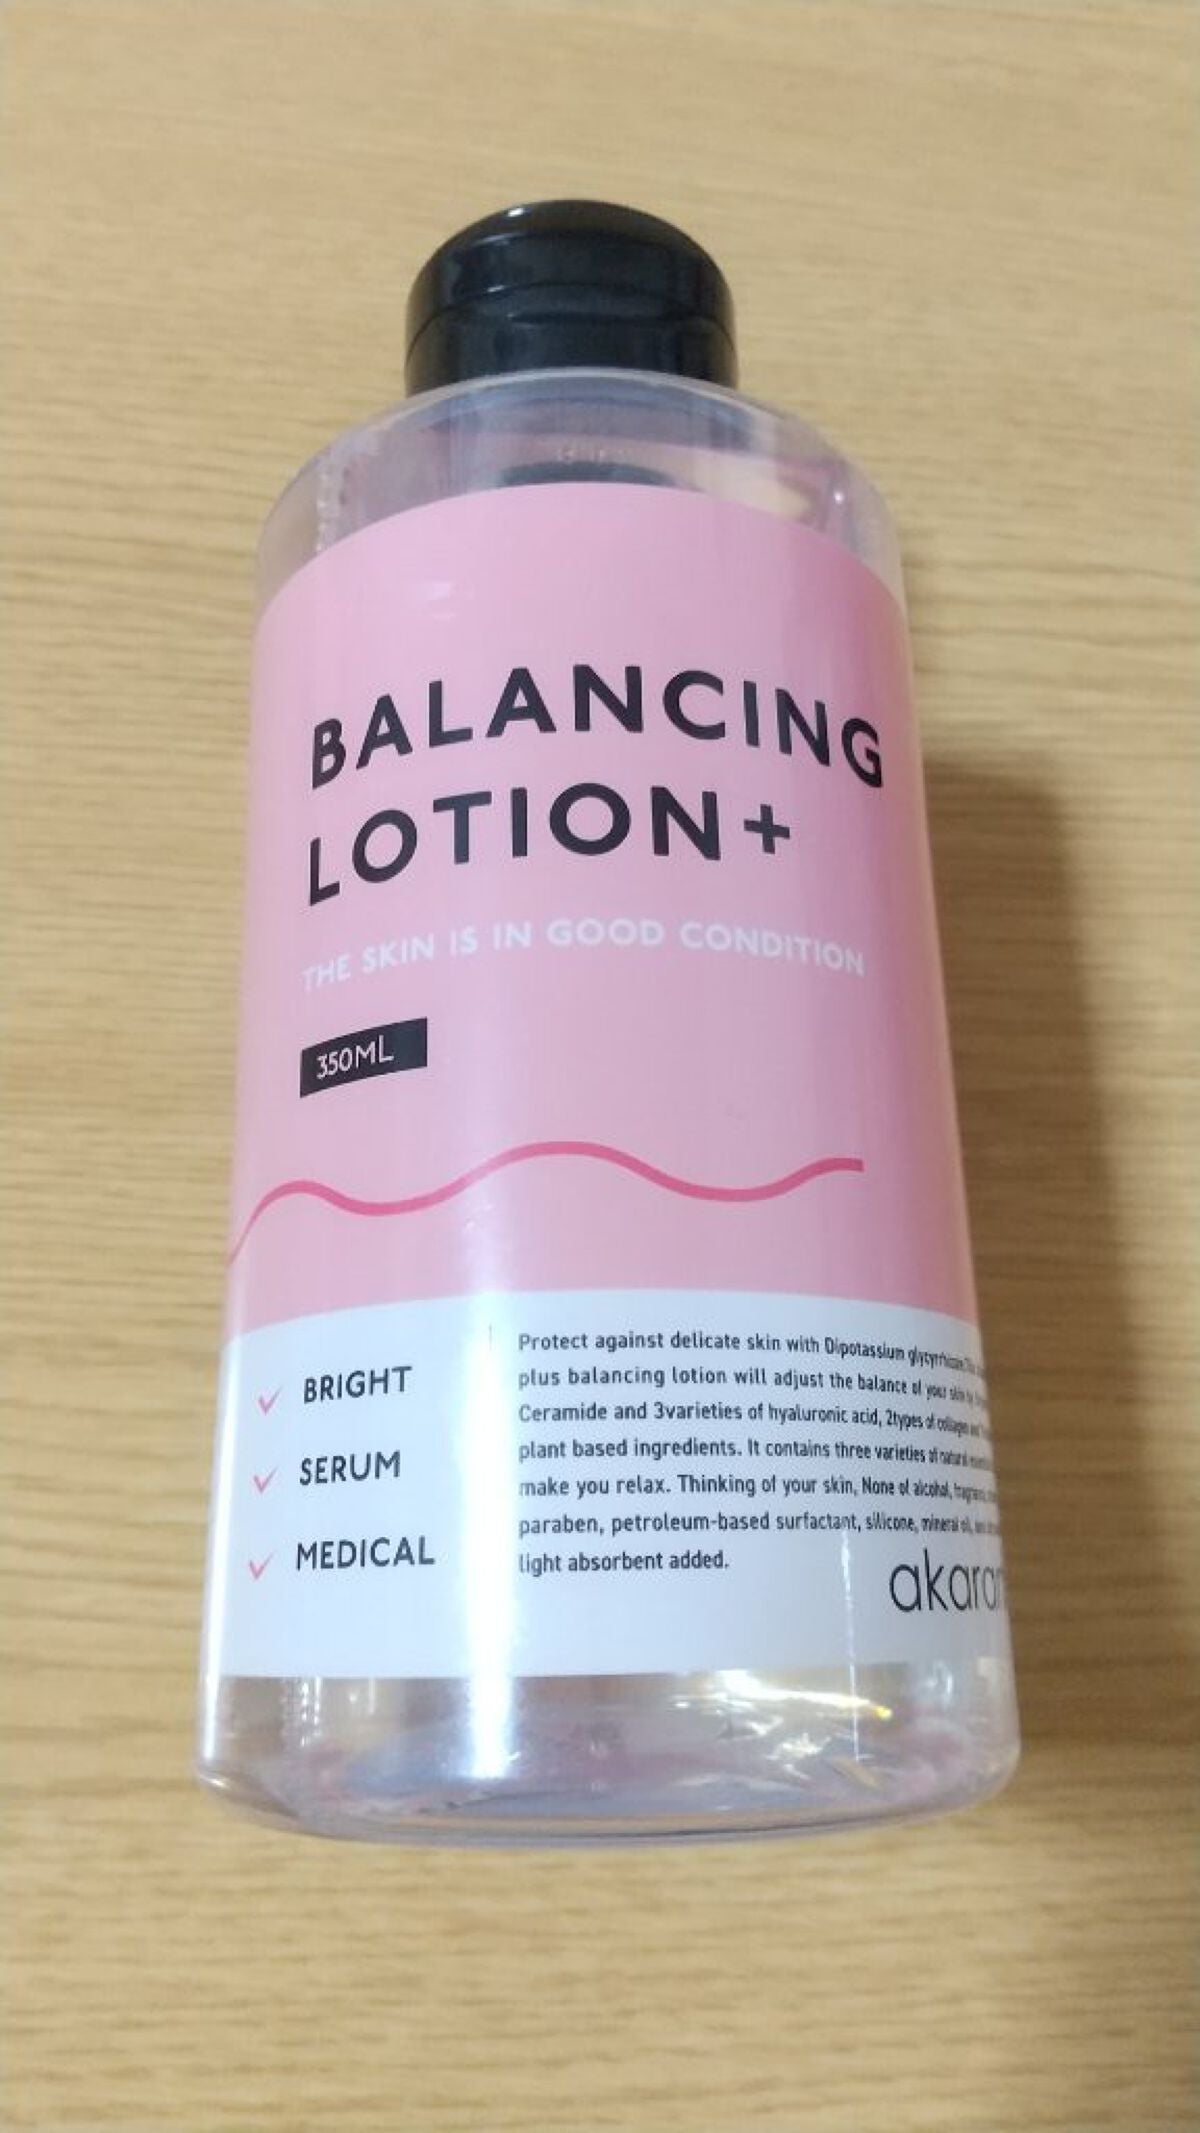 BALANCING
LOTION+
THE SKIN IS IN GOOD CONDITION
350ML
BRIGHT
SERUM
MEDICAL
Protect against delicate skin with Dipotassium
plus balancing lotion will adjust the balance of your skin
Ceramide and 3varieties of hyaluronic acid, 2types of collagen
plant based ingredients. It contains three varieties of natural
make you relax. Thinking of your skin, None of alcohol,
paraben, petroleum-based surfactant, silicone, mineral oil,
light absorbent added.